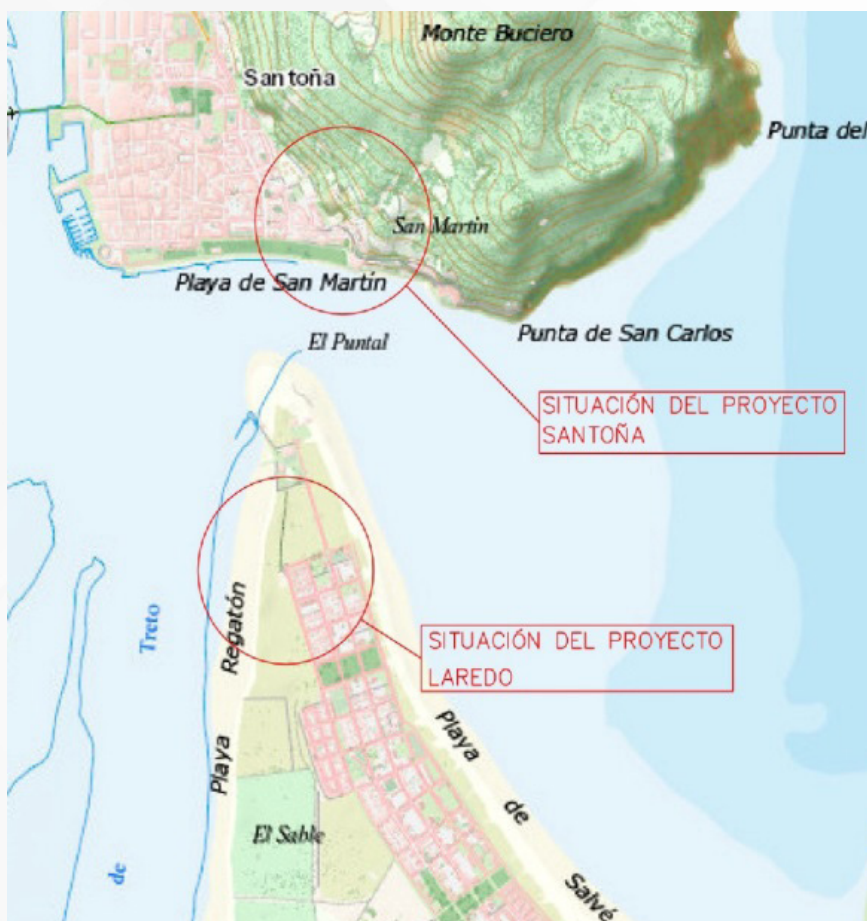 Monte Buciero
Santoña
Punta del
San Martín
Playa de San Martín
Punta de San Carlos
El Puntal
SITUACIÓN DEL PROYECTO
SANTOÑA
Playa Regatón
Treto
de
SITUACIÓN DEL PROYECTO
LAREDO
Playa de Salvé
El Sable